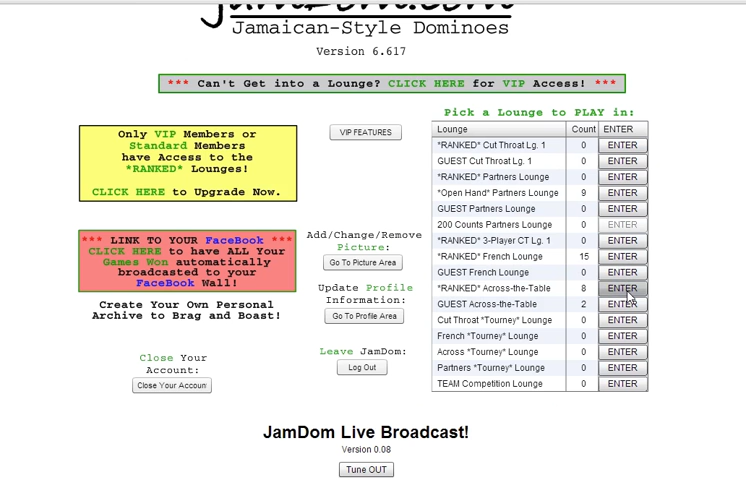 JamDom.com
Jamaican-Style Dominoes
Version 6.617
*** Can't Get into a Lounge? CLICK HERE for VIP Access! ***
Only VIP Members or
Standard Members
have Access to the
*RANKED* Lounges!
CLICK HERE to Upgrade Now.
*** LINK TO YOUR FaceBook ***
CLICK HERE to have ALL Your
Games Won automatically
broadcasted to your
FaceBook Wall!
Create Your Own Personal
Archive to Brag and Boast!
Close Your
Account:
Close Your Accoun
VIP FEATURES
Add/Change/Remove
Picture:
Go To Picture Area
Update Profile
Information:
Go To Profile Area
Leave JamDom:
Log Out
Pick a Lounge to PLAY in:
Lounge Count ENTER
*RANKED* Cut Throat Lg. 1 0 ENTER
GUEST Cut Throat Lg. 1 0 ENTER
*RANKED* Partners Lounge 0 ENTER
*Open Hand* Partners Lounge 9 ENTER
GUEST Partners Lounge 0 ENTER
200 Counts Partners Lounge 0 ENTER
*RANKED* 3-Player CT Lg. 1 0 ENTER
*RANKED* French Lounge 15 ENTER
GUEST French Lounge 0 ENTER
*RANKED* Across-the-Table 8 ENTER
GUEST Across-the-Table 2 ENTER
Cut Throat *Tourney* Lounge 0 ENTER
French *Tourney* Lounge 0 ENTER
Across *Tourney* Lounge 0 ENTER
Partners *Tourney* Lounge 0 ENTER
TEAM Competition Lounge 0 ENTER
JamDom Live Broadcast!
Version 0.08
Tune OUT